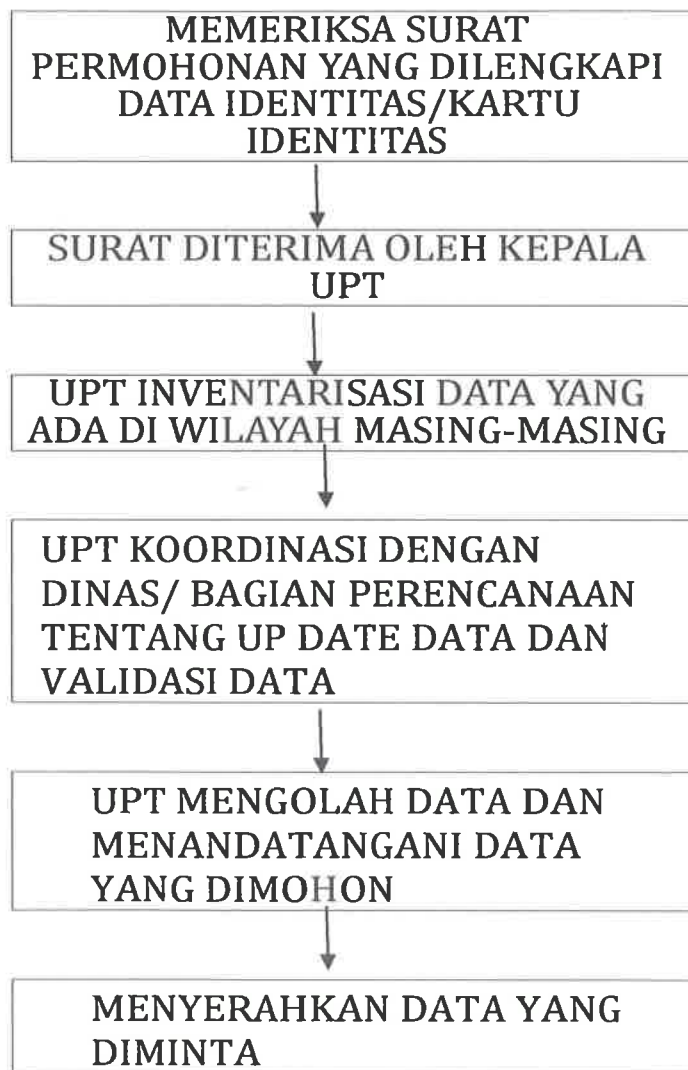 MEMERIKSA SURAT
PERMOHONAN YANG DILENGKAPI
DATA IDENTITAS/KARTU
IDENTITAS
SURAT DITERIMA OLEH KEPALA
UPT
UPT INVENTARISASI DATA YANG
ADA DI WILAYAH MASING-MASING
UPT KOORDINASI DENGAN
DINAS/ BAGIAN PERENCANAAN
TENTANG UP DATE DATA DAN
VALIDASI DATA
UPT MENGOLAH DATA DAN
MENANDATANGANI DATA
YANG DIMOHON
MENYERAHKAN DATA YANG
DIMINTA